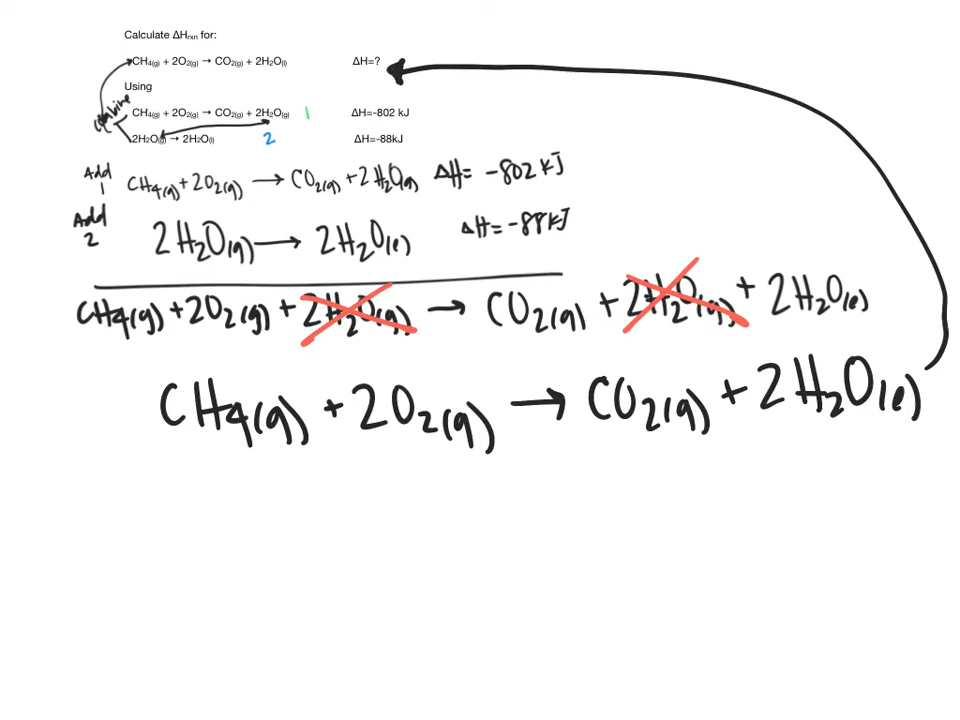 Calculate ΔHrxn for:
CH4(g) + 2O2(g) → CO2(g) + 2H2O(l) ΔH=?
Using
combine
CH4(g) + 2O2(g) → CO2(g) + 2H2O(g) 1 ΔH=-802 kJ
2H2O(g) → 2H2O(l) 2 ΔH=-88kJ
Add 1 CH4(g) + 2O2(g) → CO2(g) + 2H2O(g) ΔH= -802 kJ
Add 2 2H2O(g) → 2H2O(l) ΔH= -88 kJ
CH4(g) + 2O2(g) + 2H2O(g) → CO2(g) + 2H2O(g) + 2H2O(l)
CH4(g) + 2O2(g) → CO2(g) + 2H2O(l)